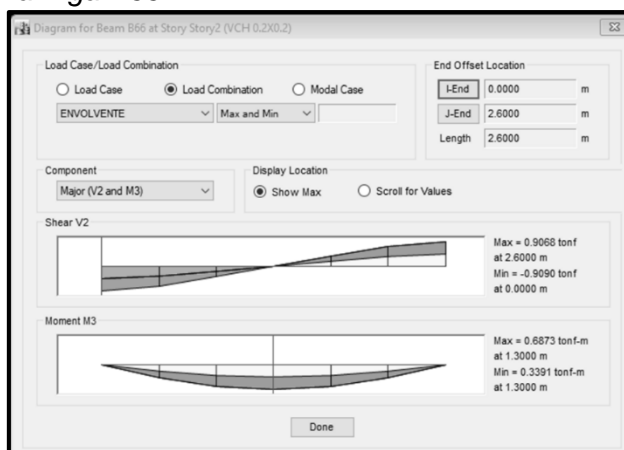 Diagram for Beam B66 at Story Story2 (VCH 0.2X0.2)
Load Case/Load Combination
Load Case
Load Combination
Modal Case
ENVOLVENTE
Max and Min
End Offset Location
I-End 0.0000 m
J-End 2.6000 m
Length 2.6000 m
Component
Major (V2 and M3)
Display Location
Show Max
Scroll for Values
Shear V2
Max = 0.9068 tonf
at 2.6000 m
Min = -0.9090 tonf
at 0.0000 m
Moment M3
Max = 0.6873 tonf-m
at 1.3000 m
Min = 0.3391 tonf-m
at 1.3000 m
Done